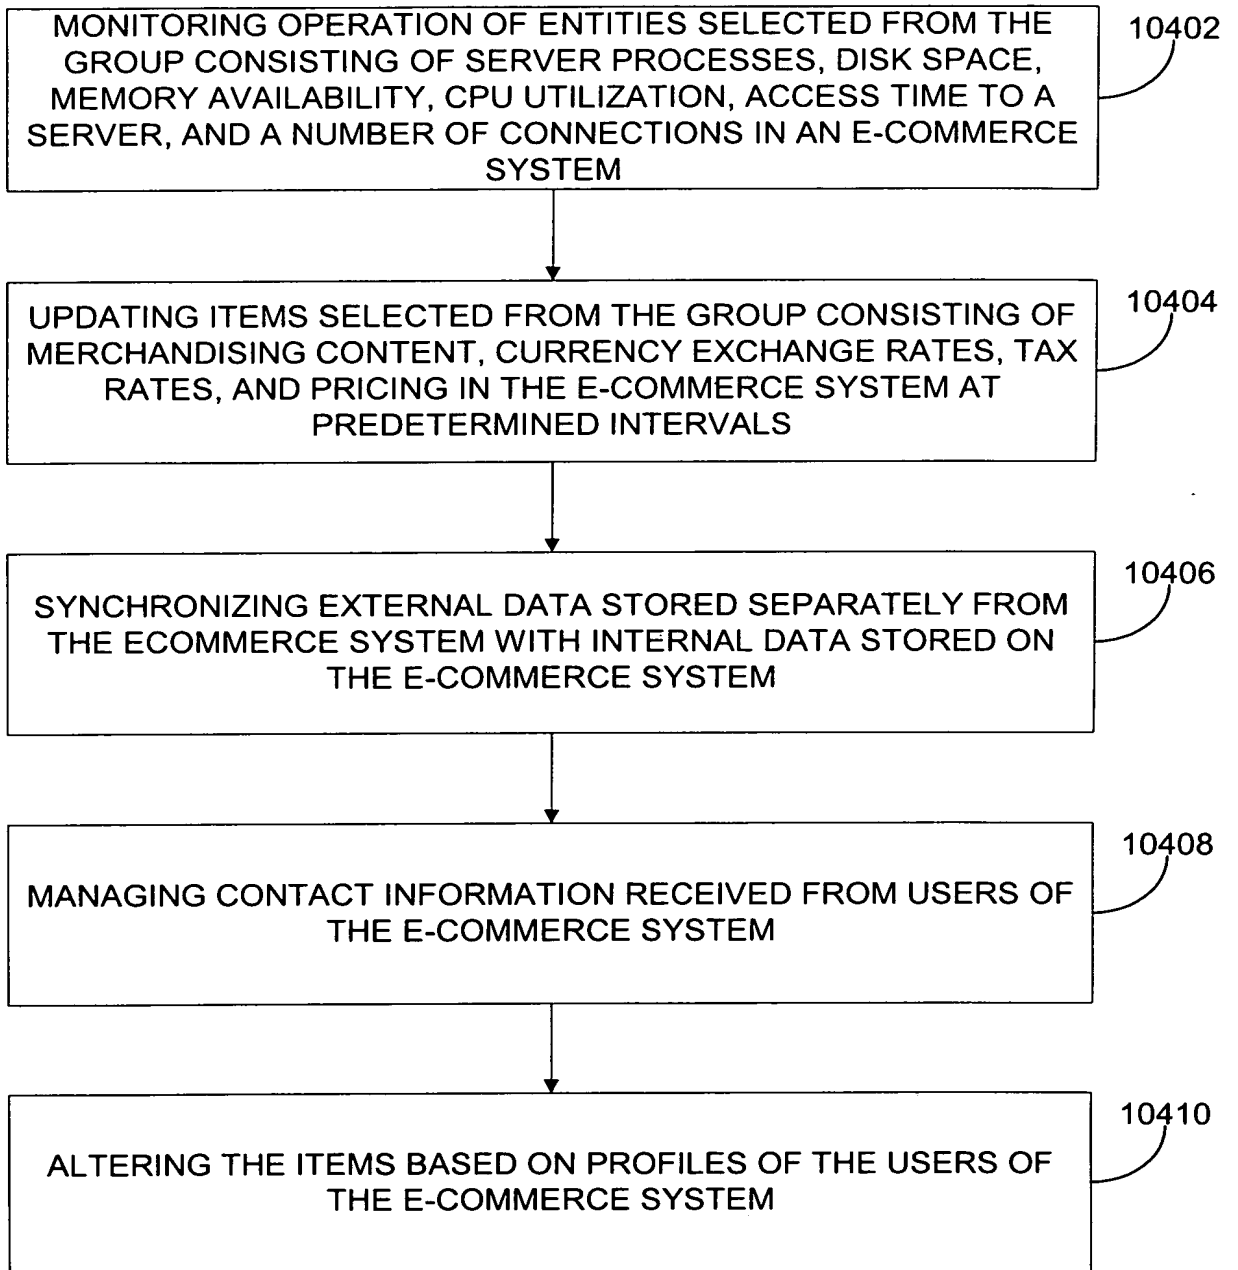 MONITORING OPERATION OF ENTITIES SELECTED FROM THE
GROUP CONSISTING OF SERVER PROCESSES, DISK SPACE,
MEMORY AVAILABILITY, CPU UTILIZATION, ACCESS TIME TO A
SERVER, AND A NUMBER OF CONNECTIONS IN AN E-COMMERCE
SYSTEM
10402
UPDATING ITEMS SELECTED FROM THE GROUP CONSISTING OF
MERCHANDISING CONTENT, CURRENCY EXCHANGE RATES, TAX
RATES, AND PRICING IN THE E-COMMERCE SYSTEM AT
PREDETERMINED INTERVALS
10404
SYNCHRONIZING EXTERNAL DATA STORED SEPARATELY FROM
THE ECOMMERCE SYSTEM WITH INTERNAL DATA STORED ON
THE E-COMMERCE SYSTEM
10406
MANAGING CONTACT INFORMATION RECEIVED FROM USERS OF
THE E-COMMERCE SYSTEM
10408
ALTERING THE ITEMS BASED ON PROFILES OF THE USERS OF
THE E-COMMERCE SYSTEM
10410